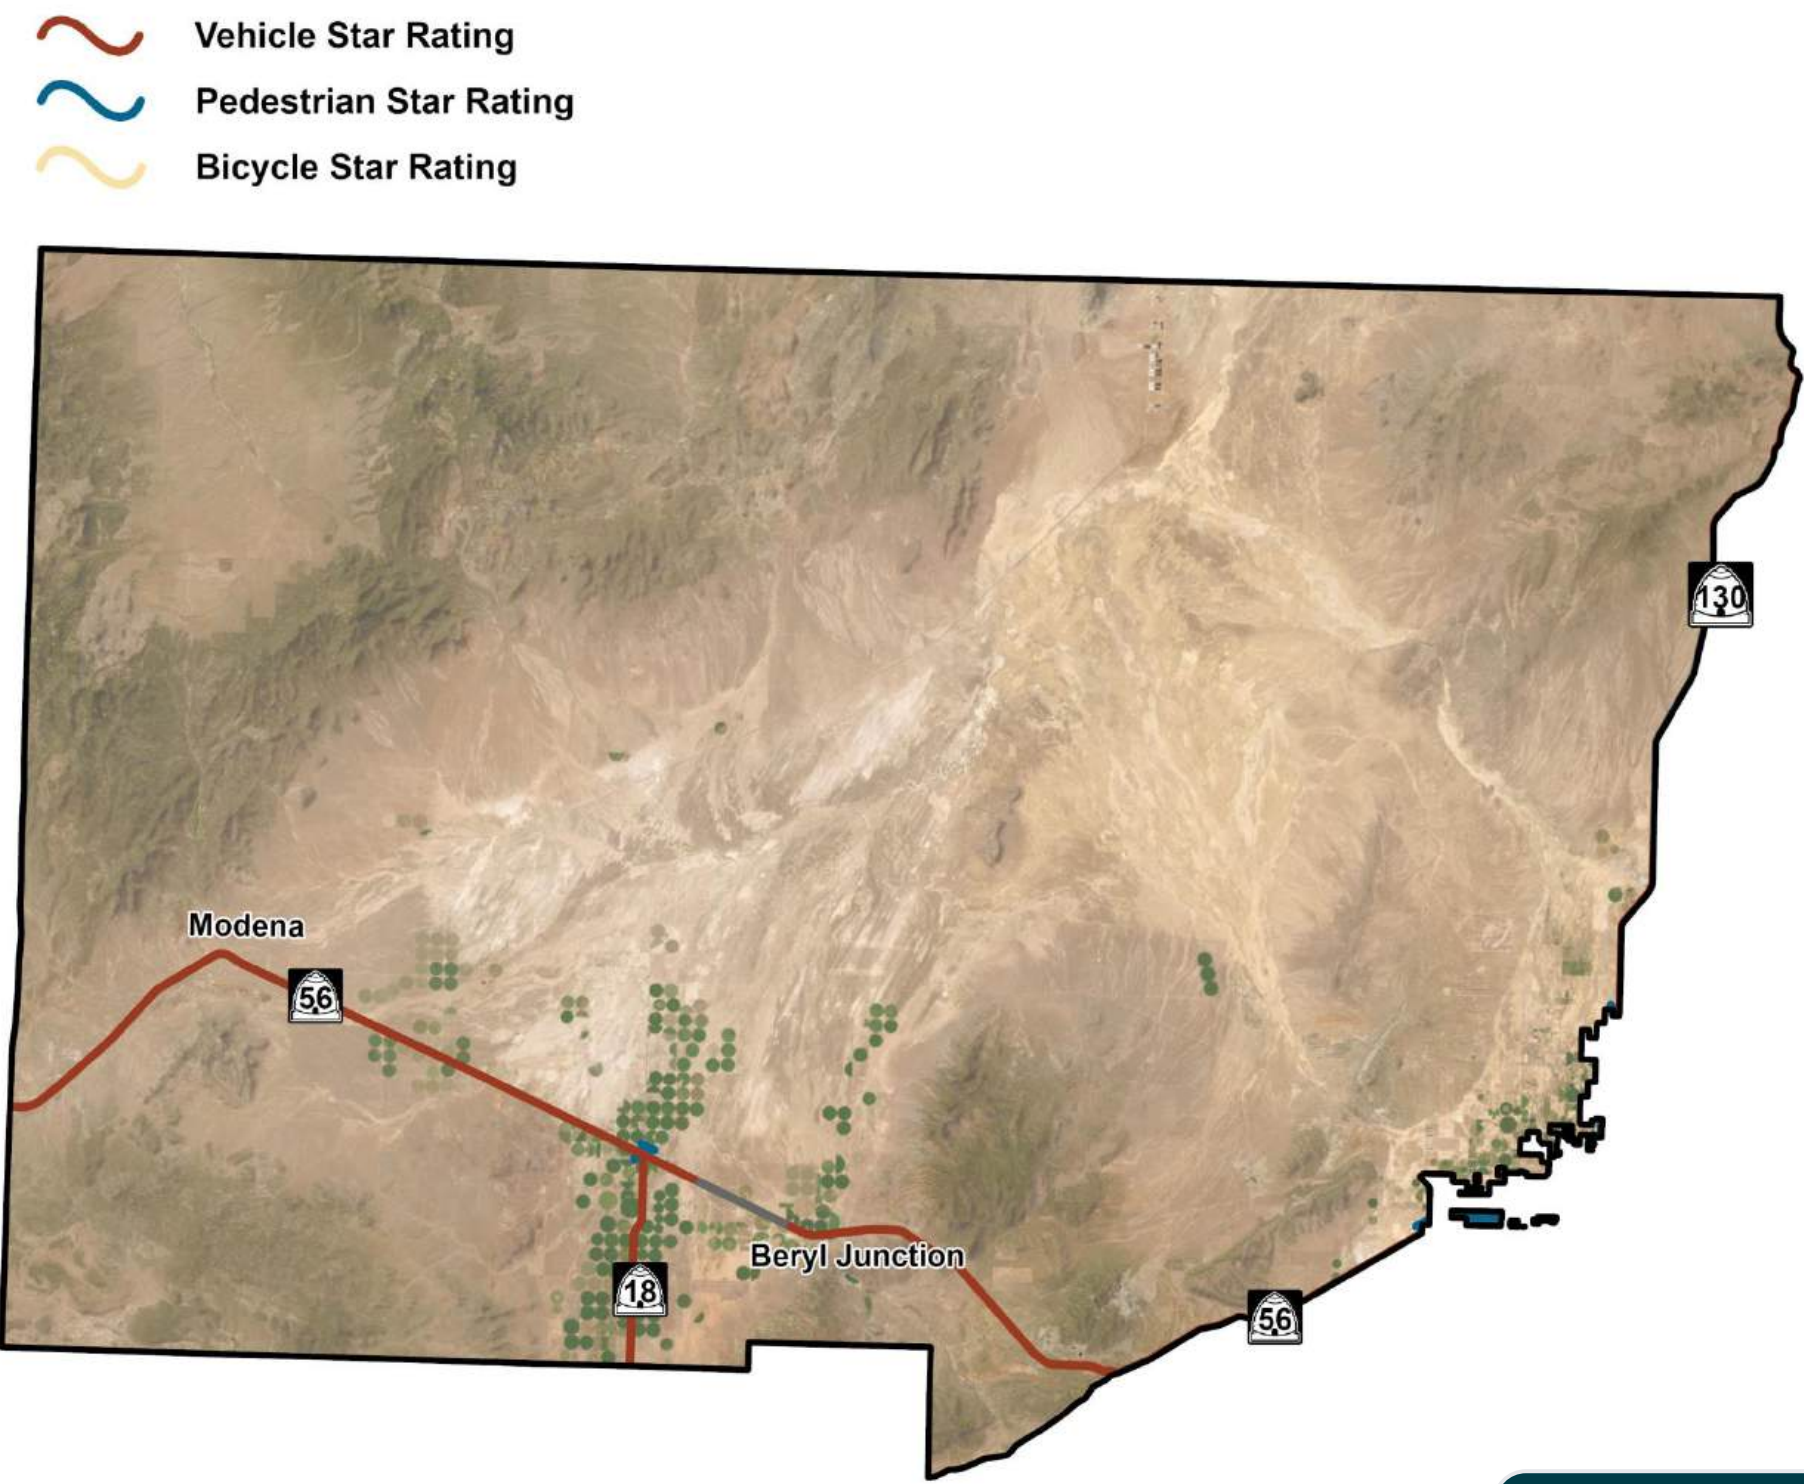 Vehicle Star Rating
Pedestrian Star Rating
Bicycle Star Rating
130
Modena
56
Beryl Junction
18
56